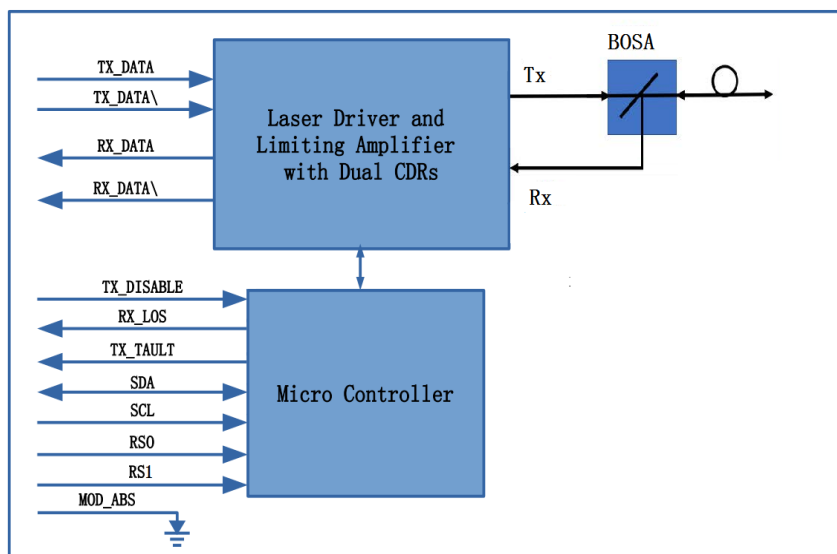 BOSA
TX_DATA
Tx
TX_DATA\
Laser Driver and
Limiting Amplifier
with Dual CDRs
RX_DATA
RX_DATA\
Rx
TX_DISABLE
RX_LOS
TX_TAULT
SDA
Micro Controller
SCL
RSO
RS1
MOD_ABS